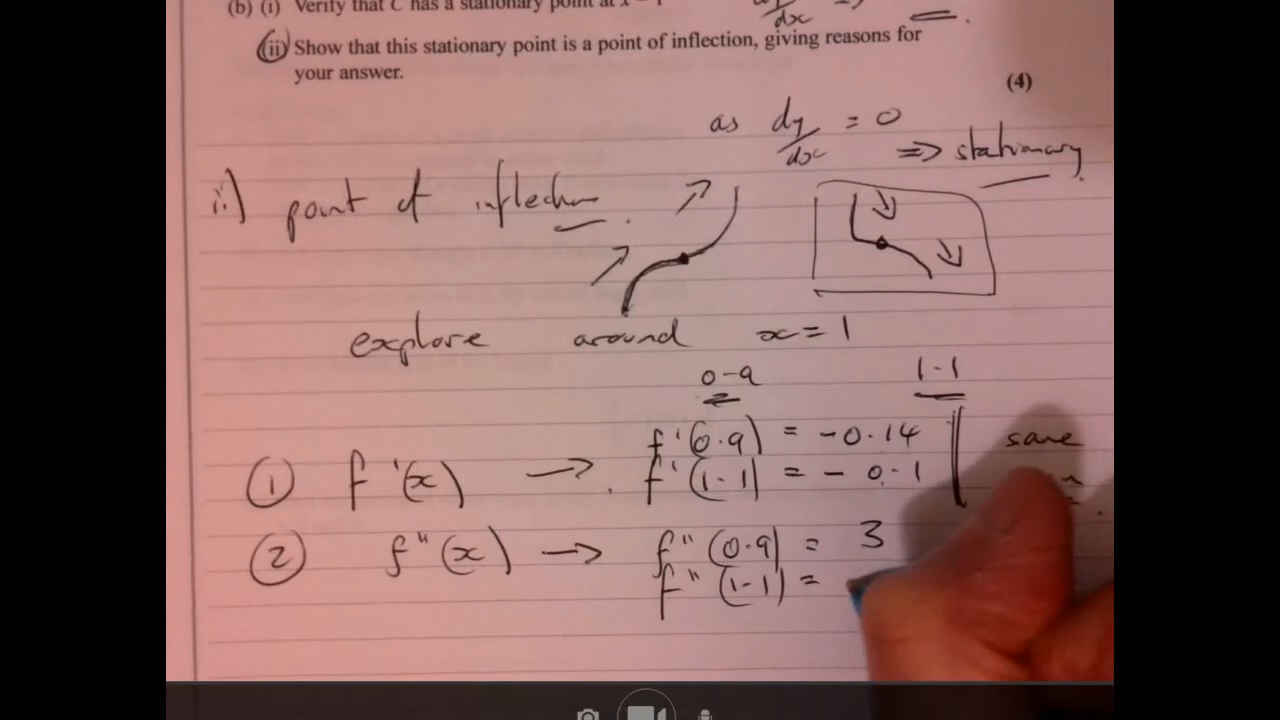 (b) (i) Verify that C has a stationary point at x = 1
dy/dx
(ii) Show that this stationary point is a point of inflection, giving reasons for
your answer.
(4)
as dy/dx = 0
⇒ stationary
ii) point of inflection.
explore around x = 1
0.9 1.1
① f'(x) → f'(0.9) = -0.14 same
f'(1.1) = -0.1
② f"(x) → f"(0.9) = 3
f"(1.1) =